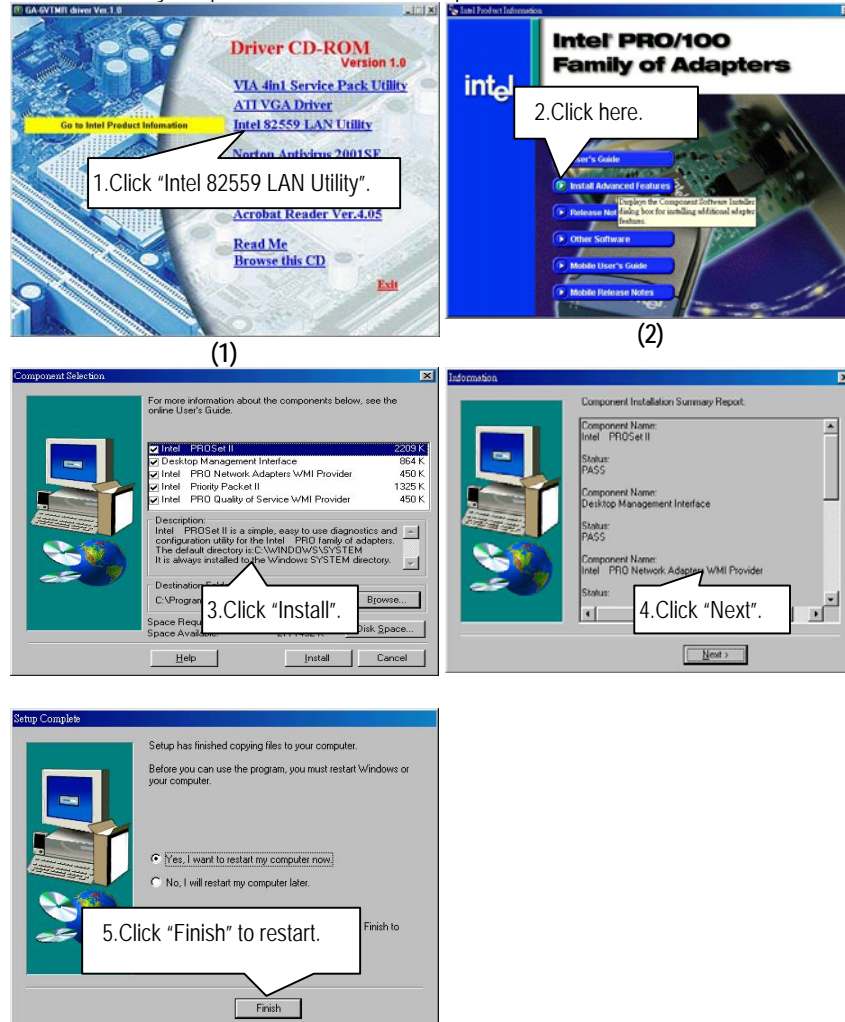 GA-6VTMR driver Ver.1.0
Driver CD-ROM
Version 1.0
VIA 4in1 Service Pack Utility
ATI VGA Driver
Go to Intel Product Infomation
Intel 82559 LAN Utility
Norton Antivirus 2001SE
1.Click “Intel 82559 LAN Utility”.
Acrobat Reader Ver.4.05
Read Me
Browse this CD
Exit
(1)
Intel Product Information
intel
Intel® PRO/100
Family of Adapters
2.Click here.
User's Guide
Install Advanced Features
Displays the Component Software Installer
Release Not
dialog box for installing additional adapter
features.
Other Software
Mobile User's Guide
Mobile Release Notes
(2)
Component Selection
For more information about the components below, see the
online User's Guide.
Intel PROSet II 2209 K
Desktop Management Interface 864 K
Intel PRO Network Adapters WMI Provider 450 K
Intel Priority Packet II 1325 K
Intel PRO Quality of Service WMI Provider 450 K
Description:
Intel PROSet II is a simple, easy to use diagnostics and
configuration utility for the Intel PRO family of adapters.
The default directory is:C:\WINDOWS\SYSTEM
It is always installed to the Windows SYSTEM directory.
Destination
C:\Program
Browse...
3.Click “Install”.
Space
Space
Disk Space...
Help
Install
Cancel
Information
Component Installation Summary Report:
Component Name:
Intel PROSet II
Status:
PASS
Component Name:
Desktop Management Interface
Status:
PASS
Component Name:
Intel PRO Network Adapters WMI Provider
Status:
4.Click “Next”.
Next >
Setup Complete
Setup has finished copying files to your computer.
Before you can use the program, you must restart Windows or
your computer.
Yes, I want to restart my computer now.
No, I will restart my computer later.
Finish to
5.Click “Finish” to restart.
Finish